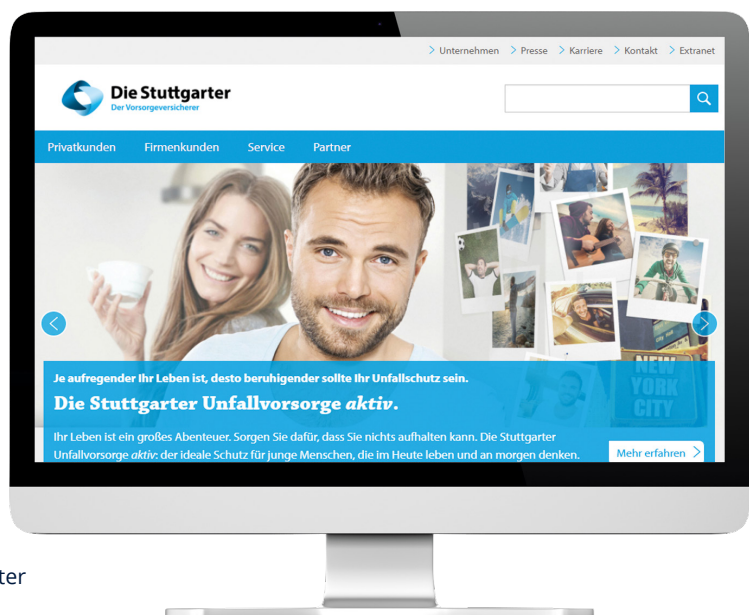 Unternehmen Presse Karriere Kontakt Extranet
Die Stuttgarter
Der Vorsorgeversicherer
Privatkunden Firmenkunden Service Partner
Je aufregender Ihr Leben ist, desto beruhigender sollte Ihr Unfallschutz sein.
Die Stuttgarter Unfallvorsorge aktiv.
Ihr Leben ist ein großes Abenteuer. Sorgen Sie dafür, dass Sie nichts aufhalten kann. Die Stuttgarter
Unfallvorsorge aktiv: der ideale Schutz für junge Menschen, die im Heute leben und an morgen denken.
Mehr erfahren
NEW
YORK
CITY